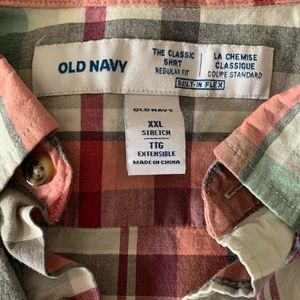 OLD NAVY
THE CLASSIC
SHIRT
REGULAR FIT
LA CHEMISE
CLASSIQUE
COUPE STANDARD
BUILT-IN FLEX
OLD NAVY
XXL
STRETCH
TTG
EXTENSIBLE
MADE IN CHINA